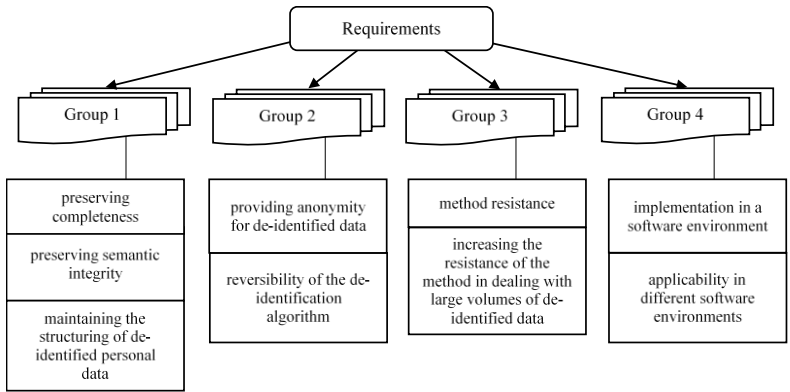 Requirements
Group 1
Group 2
Group 3
Group 4
preserving
completeness
preserving semantic
integrity
maintaining the
structuring of de-
identified personal
data
providing anonymity
for de-identified data
reversibility of the de-
identification
algorithm
method resistance
increasing the
resistance of the
method in dealing with
large volumes of de-
identified data
implementation in a
software environment
applicability in
different software
environments